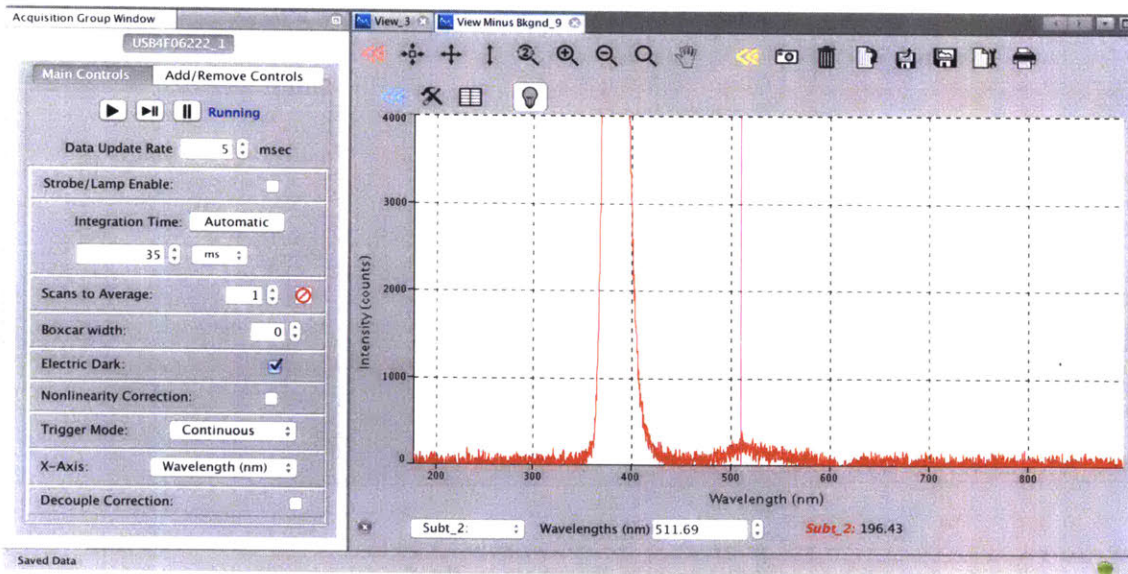 Acquisition Group Window
USB4F06222_1
Main Controls Add/Remove Controls
Running
Data Update Rate 5 msec
Strobe/Lamp Enable:
Integration Time: Automatic
35 ms
Scans to Average: 1
Boxcar width: 0
Electric Dark:
Nonlinearity Correction:
Trigger Mode: Continuous
X-Axis: Wavelength (nm)
Decouple Correction:
Saved Data
View_3 View Minus Bkgnd_9
Intensity (counts)
4000
3000
2000
1000
0
200 300 400 500 600 700 800
Wavelength (nm)
Subt_2: Wavelengths (nm) 511.69 Subt_2: 196.43